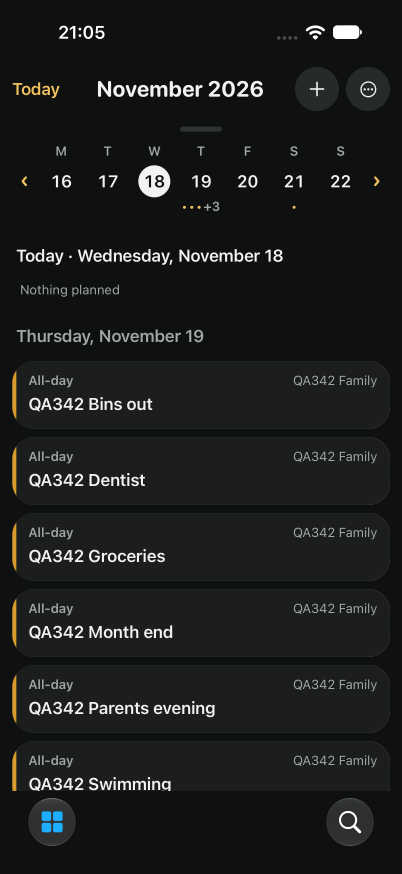 21:05
Today
November 2026
M T W T F S S
16 17 18 19 20 21 22
+3
Today · Wednesday, November 18
Nothing planned
Thursday, November 19
All-day QA342 Family
QA342 Bins out
All-day QA342 Family
QA342 Dentist
All-day QA342 Family
QA342 Groceries
All-day QA342 Family
QA342 Month end
All-day QA342 Family
QA342 Parents evening
All-day QA342 Family
QA342 Swimming